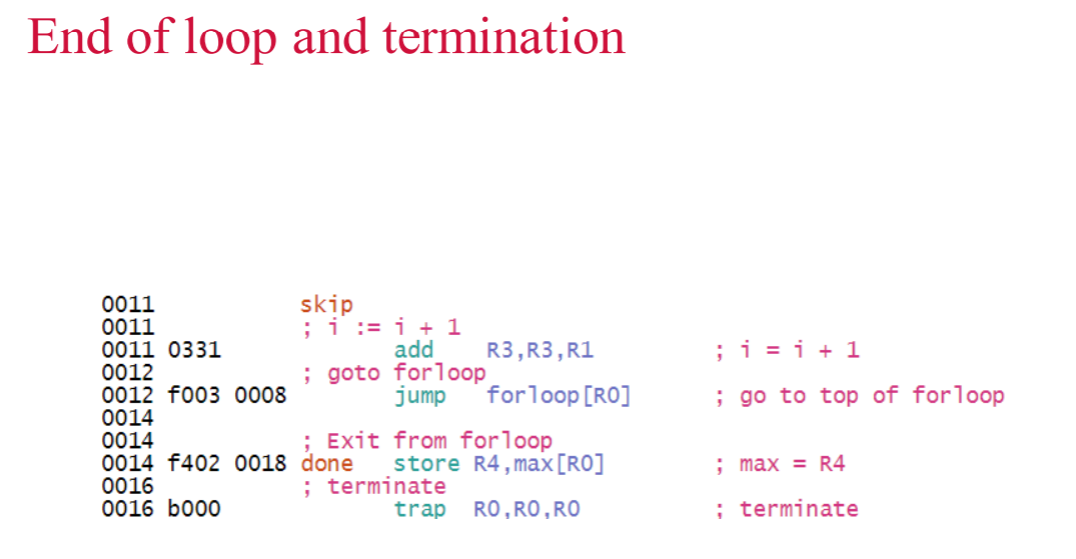 End of loop and termination
0011 skip
0011 ; i := i + 1
0011 0331 add R3,R3,R1 ; i = i + 1
0012 ; goto forloop
0012 f003 0008 jump forloop[R0] ; go to top of forloop
0014
0014 ; Exit from forloop
0014 f402 0018 done store R4,max[R0] ; max = R4
0016 ; terminate
0016 b000 trap R0,R0,R0 ; terminate